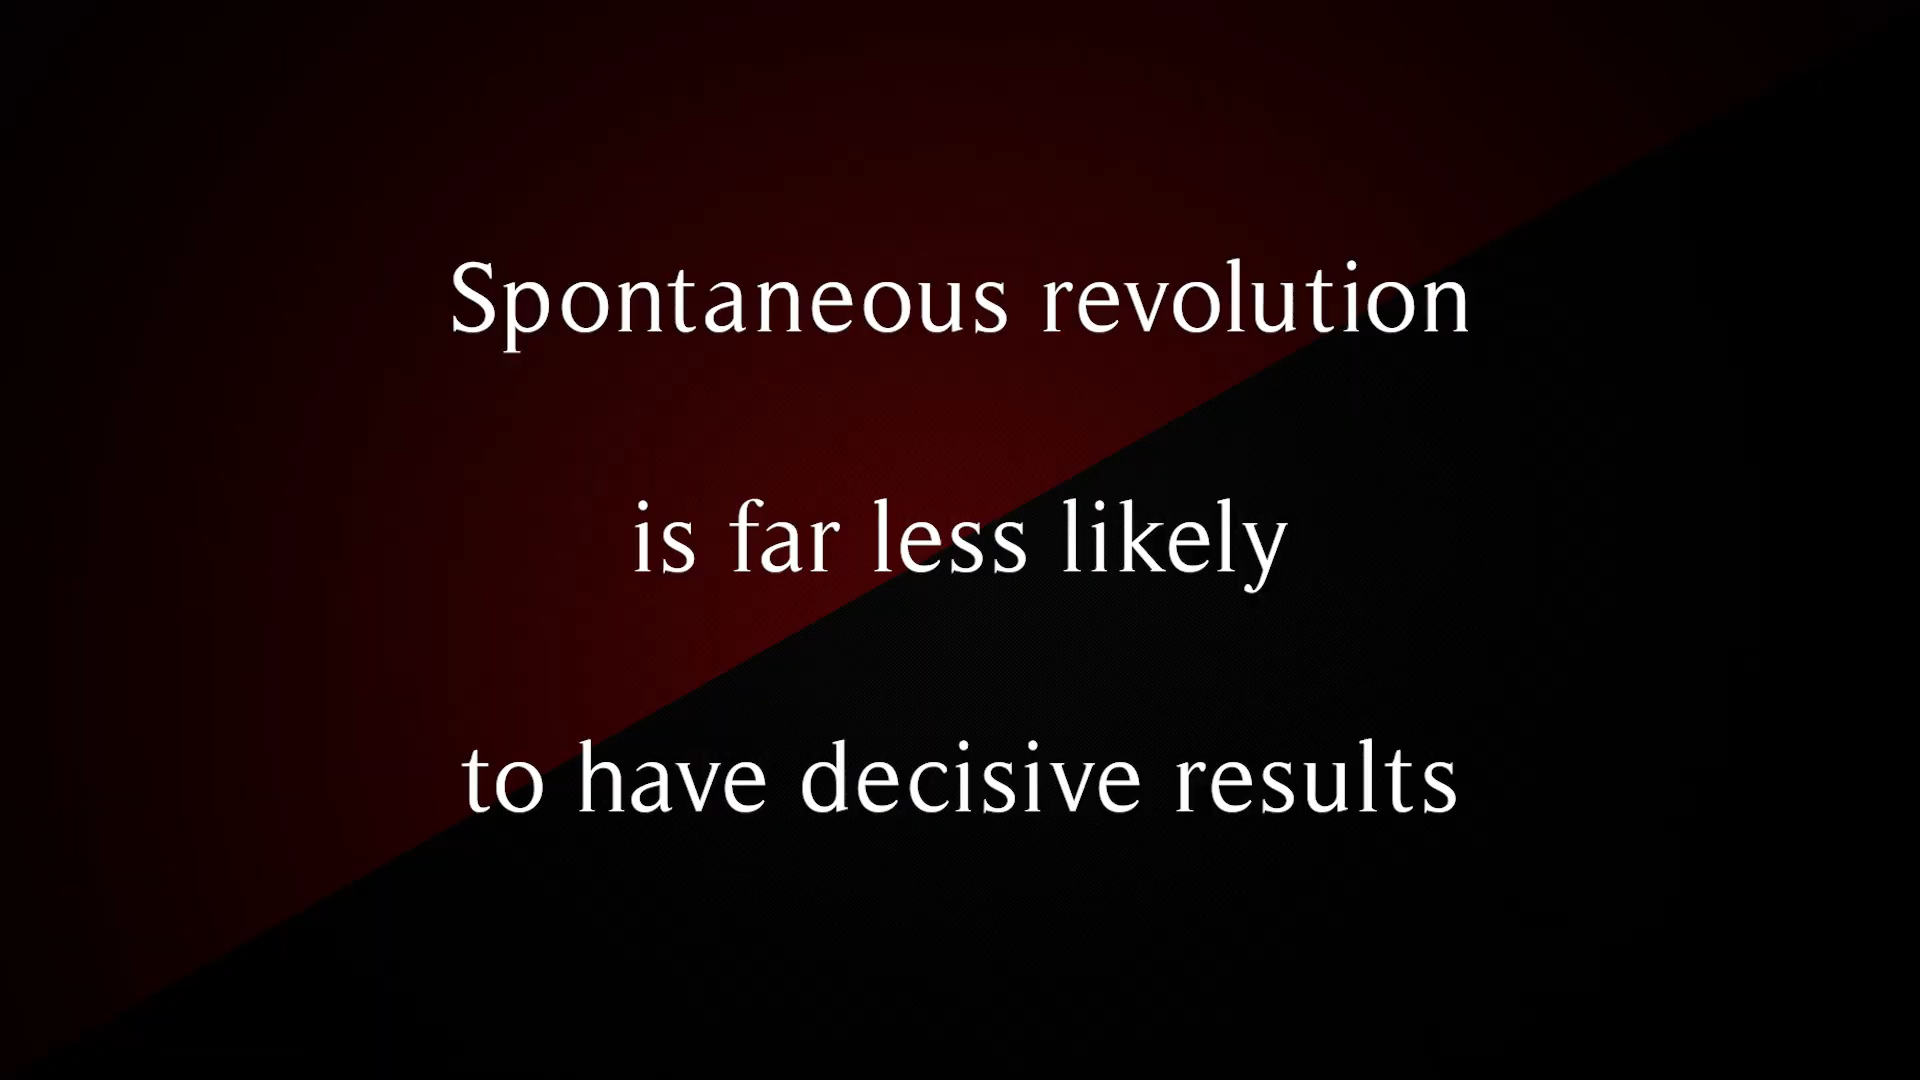 Spontaneous revolution
is far less likely
to have decisive results